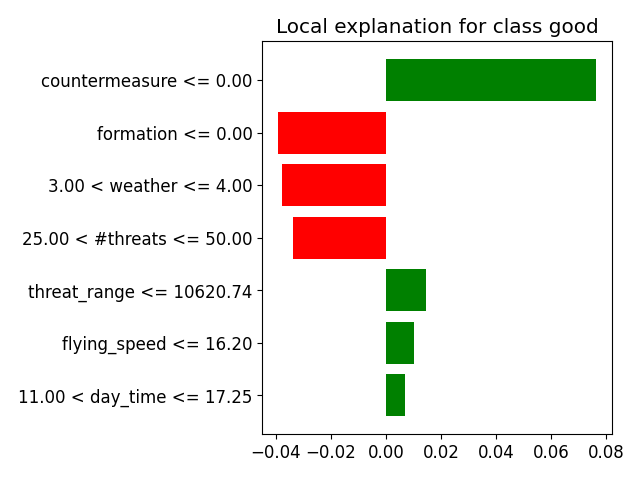 Local explanation for class good
countermeasure <= 0.00
formation <= 0.00
3.00 < weather <= 4.00
25.00 < #threats <= 50.00
threat_range <= 10620.74
flying_speed <= 16.20
11.00 < day_time <= 17.25
−0.04 −0.02 0.00 0.02 0.04 0.06 0.08